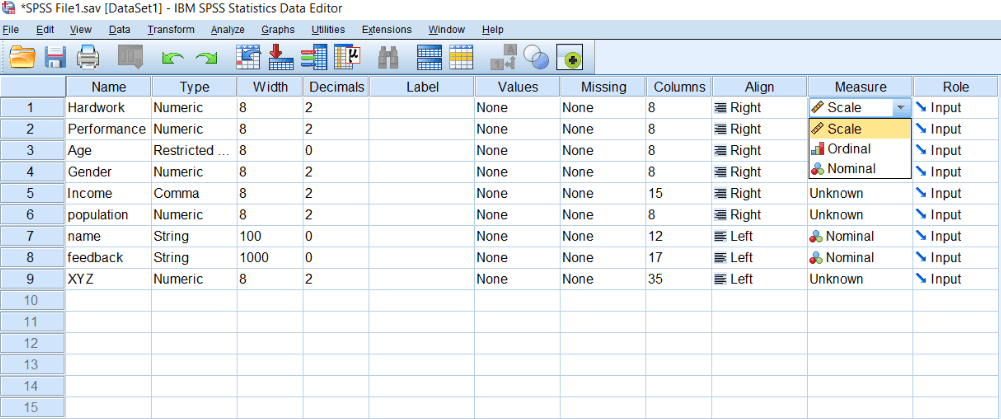 *SPSS File1.sav [DataSet1] - IBM SPSS Statistics Data Editor
File Edit View Data Transform Analyze Graphs Utilities Extensions Window Help
Name Type Width Decimals Label Values Missing Columns Align Measure Role
1 Hardwork Numeric 8 2 None None 8 Right Scale Input
2 Performance Numeric 8 2 None None 8 Right Scale Input
3 Age Restricted ... 8 0 None None 8 Right Ordinal Input
4 Gender Numeric 8 2 None None 8 Right Nominal Input
5 Income Comma 8 2 None None 15 Right Unknown Input
6 population Numeric 8 2 None None 8 Right Unknown Input
7 name String 100 0 None None 12 Left Nominal Input
8 feedback String 1000 0 None None 17 Left Nominal Input
9 XYZ Numeric 8 2 None None 35 Left Unknown Input
10
11
12
13
14
15